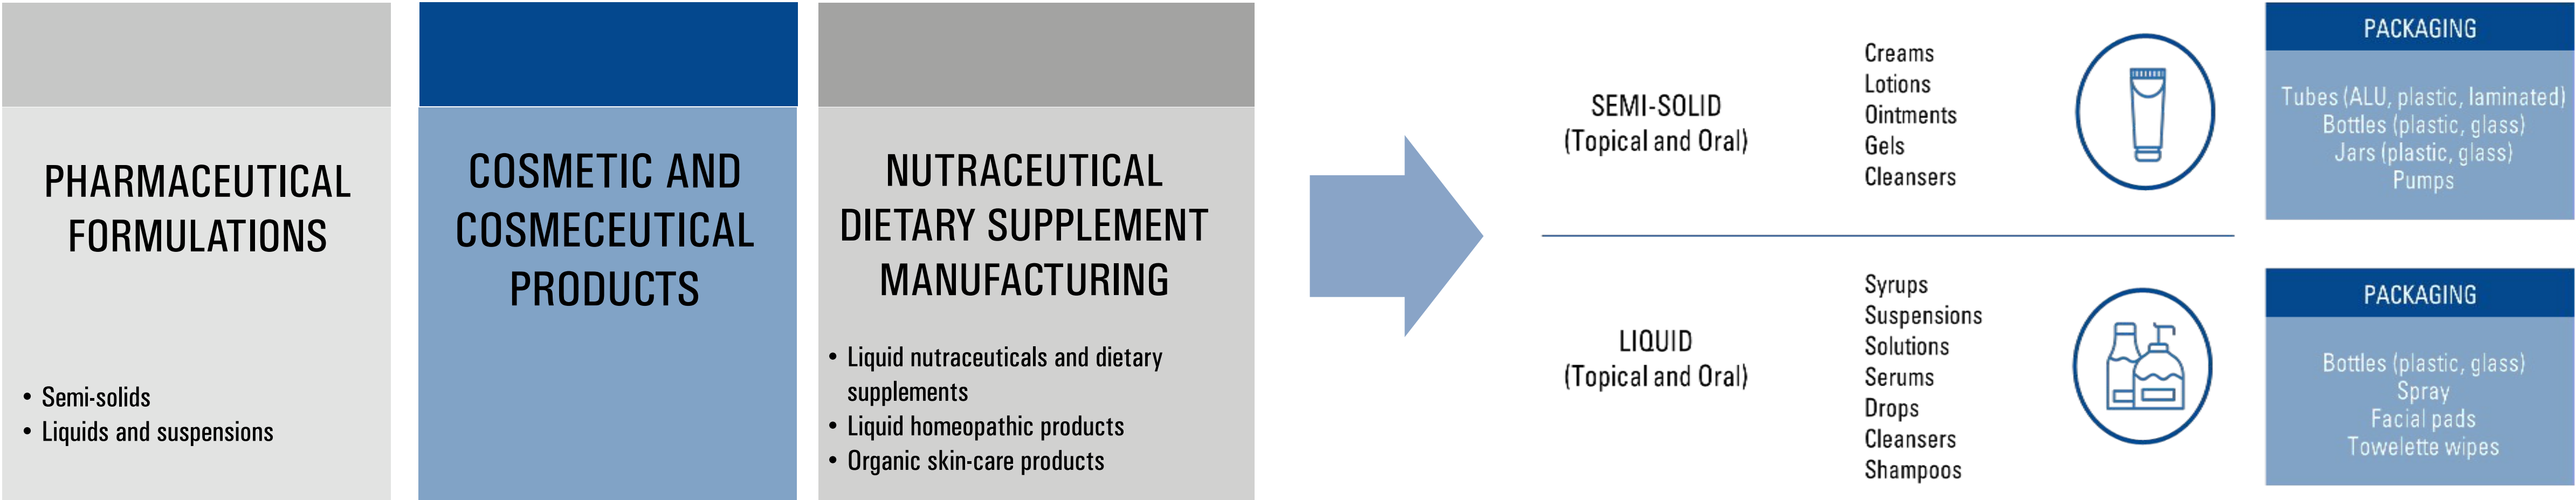 PHARMACEUTICAL
FORMULATIONS
• Semi-solids
• Liquids and suspensions
COSMETIC AND
COSMECEUTICAL
PRODUCTS
NUTRACEUTICAL
DIETARY SUPPLEMENT
MANUFACTURING
• Liquid nutraceuticals and dietary
supplements
• Liquid homeopathic products
• Organic skin-care products
SEMI-SOLID
(Topical and Oral)
Creams
Lotions
Ointments
Gels
Cleansers
PACKAGING
Tubes (ALU, plastic, laminated)
Bottles (plastic, glass)
Jars (plastic, glass)
Pumps
LIQUID
(Topical and Oral)
Syrups
Suspensions
Solutions
Serums
Drops
Cleansers
Shampoos
PACKAGING
Bottles (plastic, glass)
Spray
Facial pads
Towelette wipes